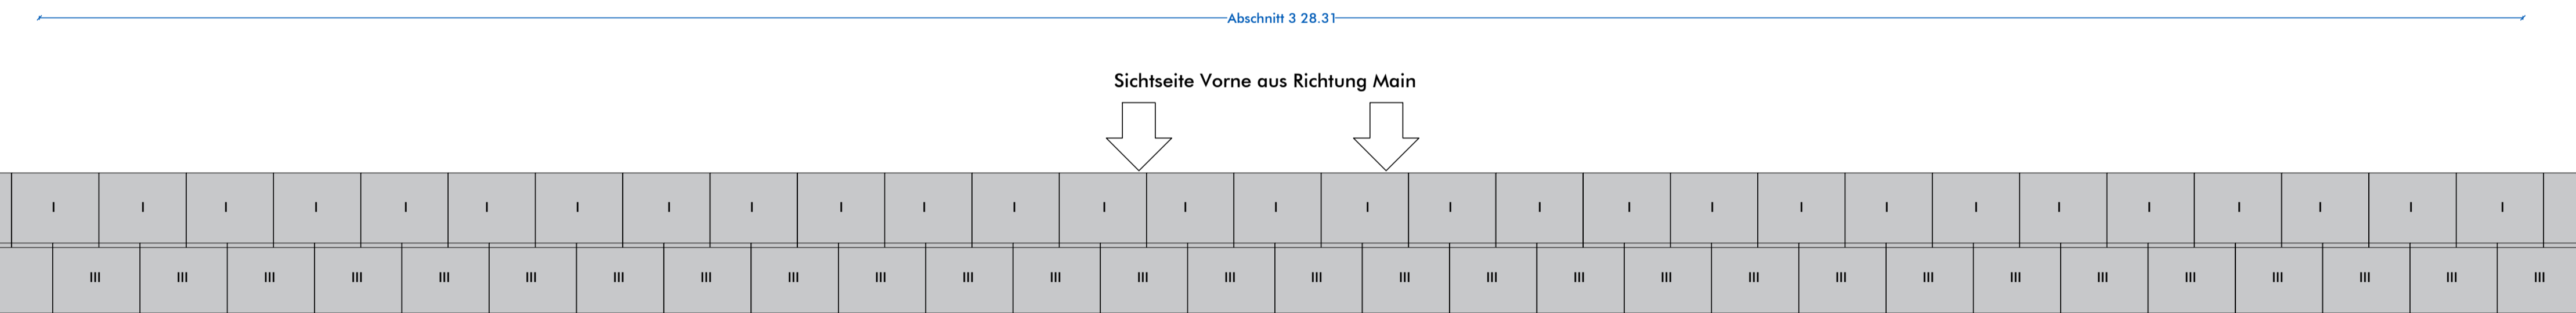 Abschnitt 3 28.31
Sichtseite Vorne aus Richtung Main
I I I I I I I I I I I I I I I I I I I I I I I I I I I I I
III III III III III III III III III III III III III III III III III III III III III III III III III III III III III